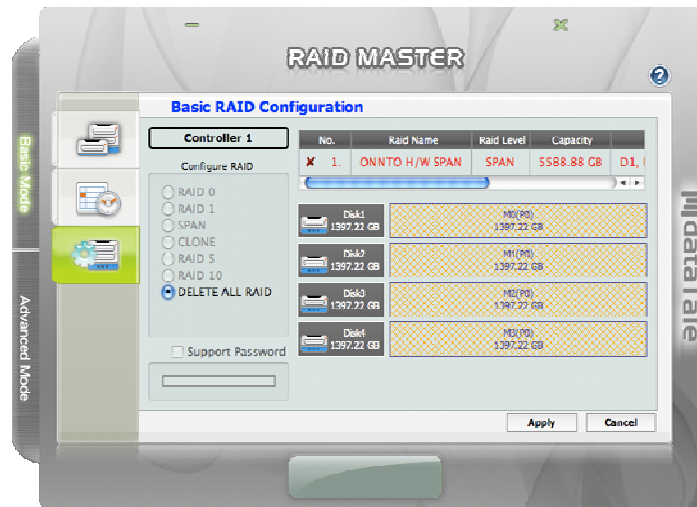 RAID MASTER
Basic RAID Configuration
Basic Mode
Advanced Mode
Controller 1
Configure RAID
RAID 0
RAID 1
SPAN
CLONE
RAID 5
RAID 10
DELETE ALL RAID
Support Password
No. Raid Name Raid Level Capacity
1. ONNTO H/W SPAN SPAN 5588.88 GB D1,
Disk1
1397.22 GB
M0(P0)
1397.22 GB
Disk2
1397.22 GB
M1(P0)
1397.22 GB
Disk3
1397.22 GB
M2(P0)
1397.22 GB
Disk4
1397.22 GB
M3(P0)
1397.22 GB
Apply Cancel
DataTale